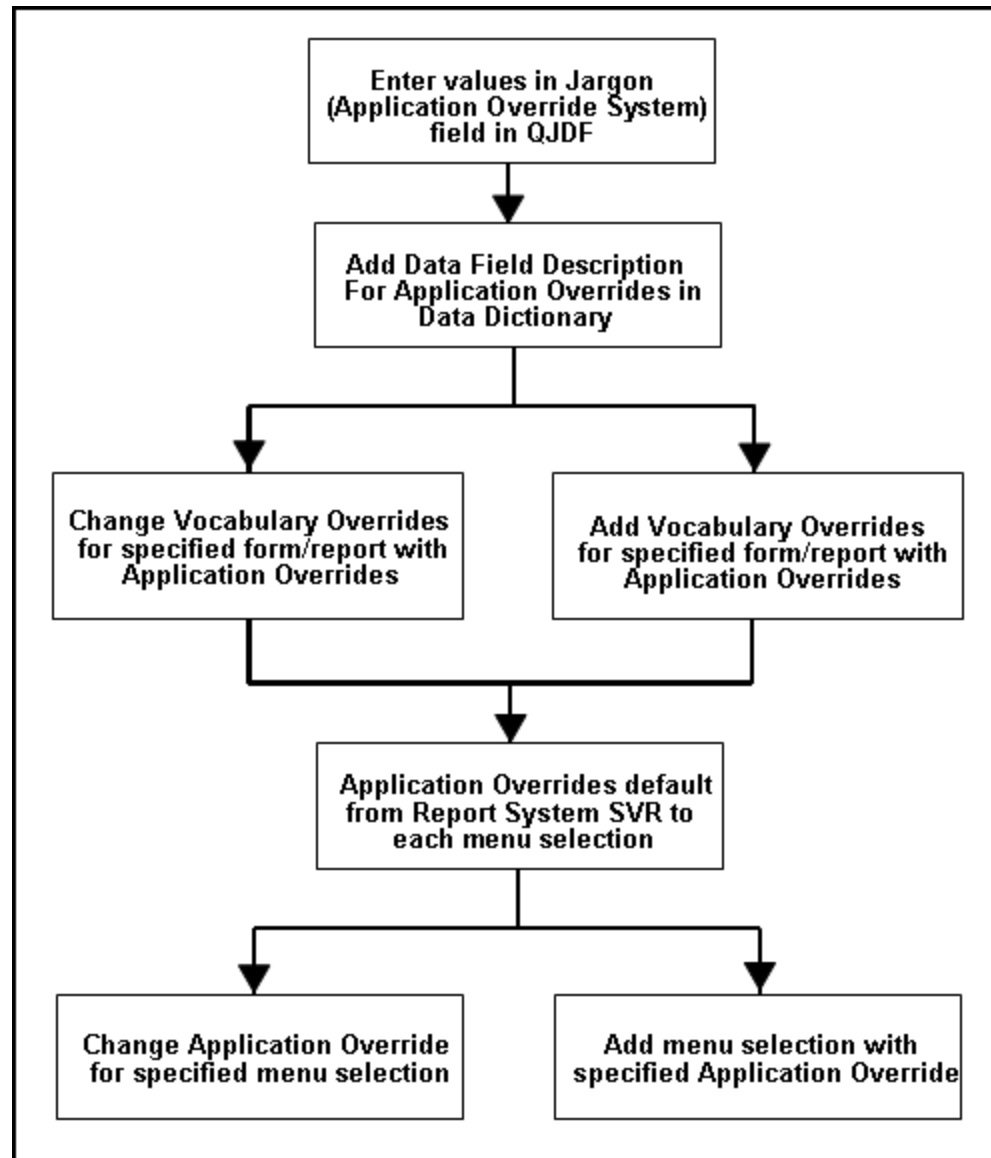 Enter values in Jargon
(Application Override System)
field in QJDF
Add Data Field Description
For Application Overrides in
Data Dictionary
Change Vocabulary Overrides
for specified form/report with
Application Overrides
Add Vocabulary Overrides
for specified form/report with
Application Overrides
Application Overrides default
from Report System SVR to
each menu selection
Change Application Override
for specified menu selection
Add menu selection with
specified Application Override